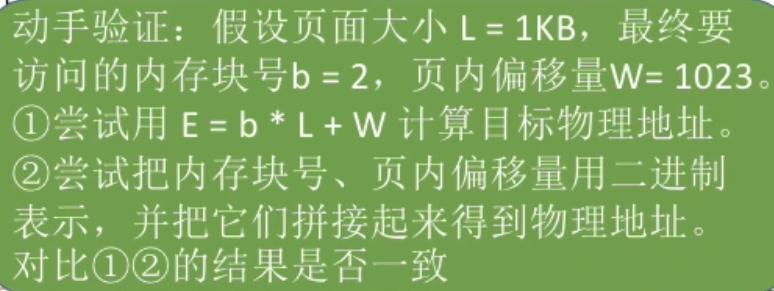 动手验证：假设页面大小 L = 1KB，最终要
访问的内存块号b = 2，页内偏移量W= 1023。
①尝试用 E = b * L + W 计算目标物理地址。
②尝试把内存块号、页内偏移量用二进制
表示，并把它们拼接起来得到物理地址。
对比①②的结果是否一致